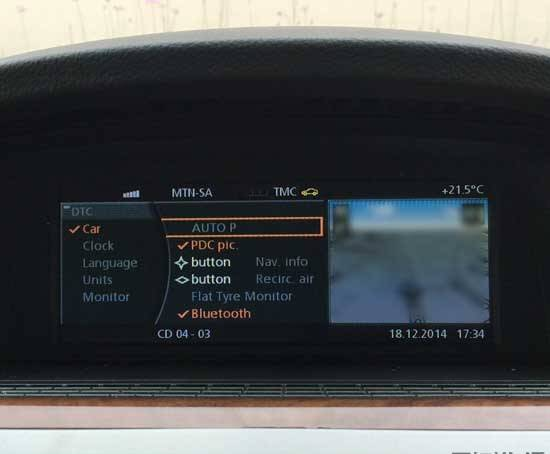 MTN-SA TMC +21.5°C
DTC
AUTO P
Car
PDC pic.
Clock
button Nav. info
Language
button Recirc. air
Units
Flat Tyre Monitor
Monitor
Bluetooth
CD 04 - 03 18.12.2014 17:34